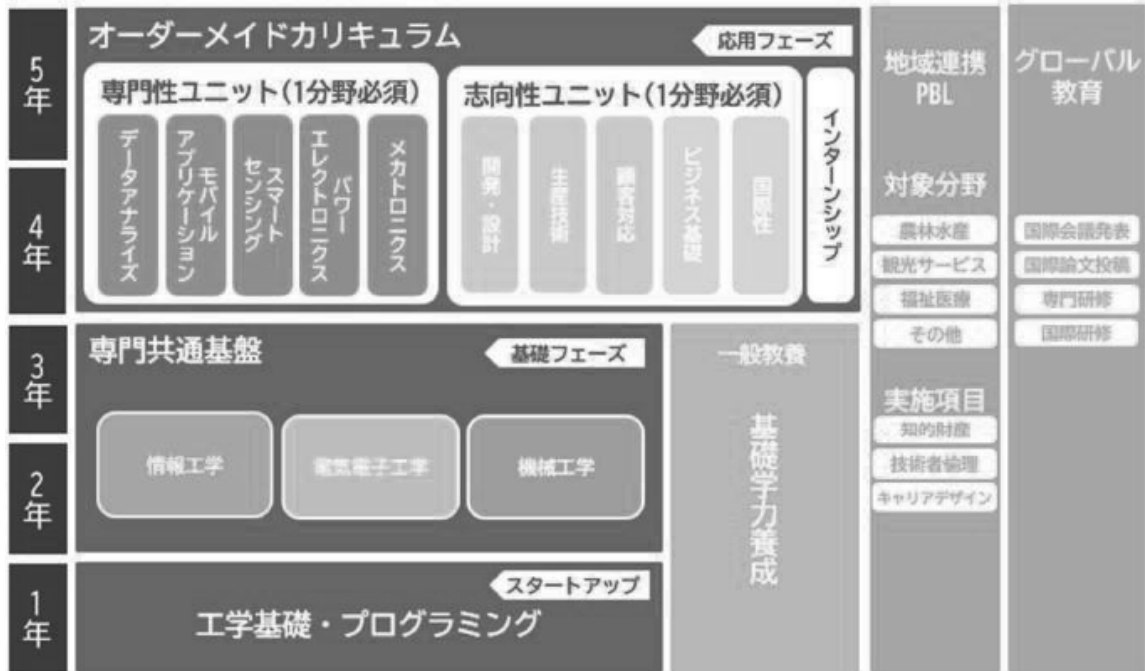 5年
4年
3年
2年
1年
オーダーメイドカリキュラム
応用フェーズ
専門性ユニット(1分野必須)
データアナライズ
モバイル
アプリケーション
スマート
センシング
パワー
エレクトロニクス
メカトロニクス
志向性ユニット(1分野必須)
開発・設計
生産技術
顧客対応
ビジネス基礎
国際性
インターンシップ
専門共通基盤
基礎フェーズ
情報工学
電気電子工学
機械工学
一般教養
基礎学力養成
スタートアップ
工学基礎・プログラミング
地域連携
PBL
対象分野
農林水産
観光サービス
福祉医療
その他
実施項目
知的財産
技術者倫理
キャリアデザイン
グローバル
教育
国際会議発表
国際論文投稿
専門研修
国際研修